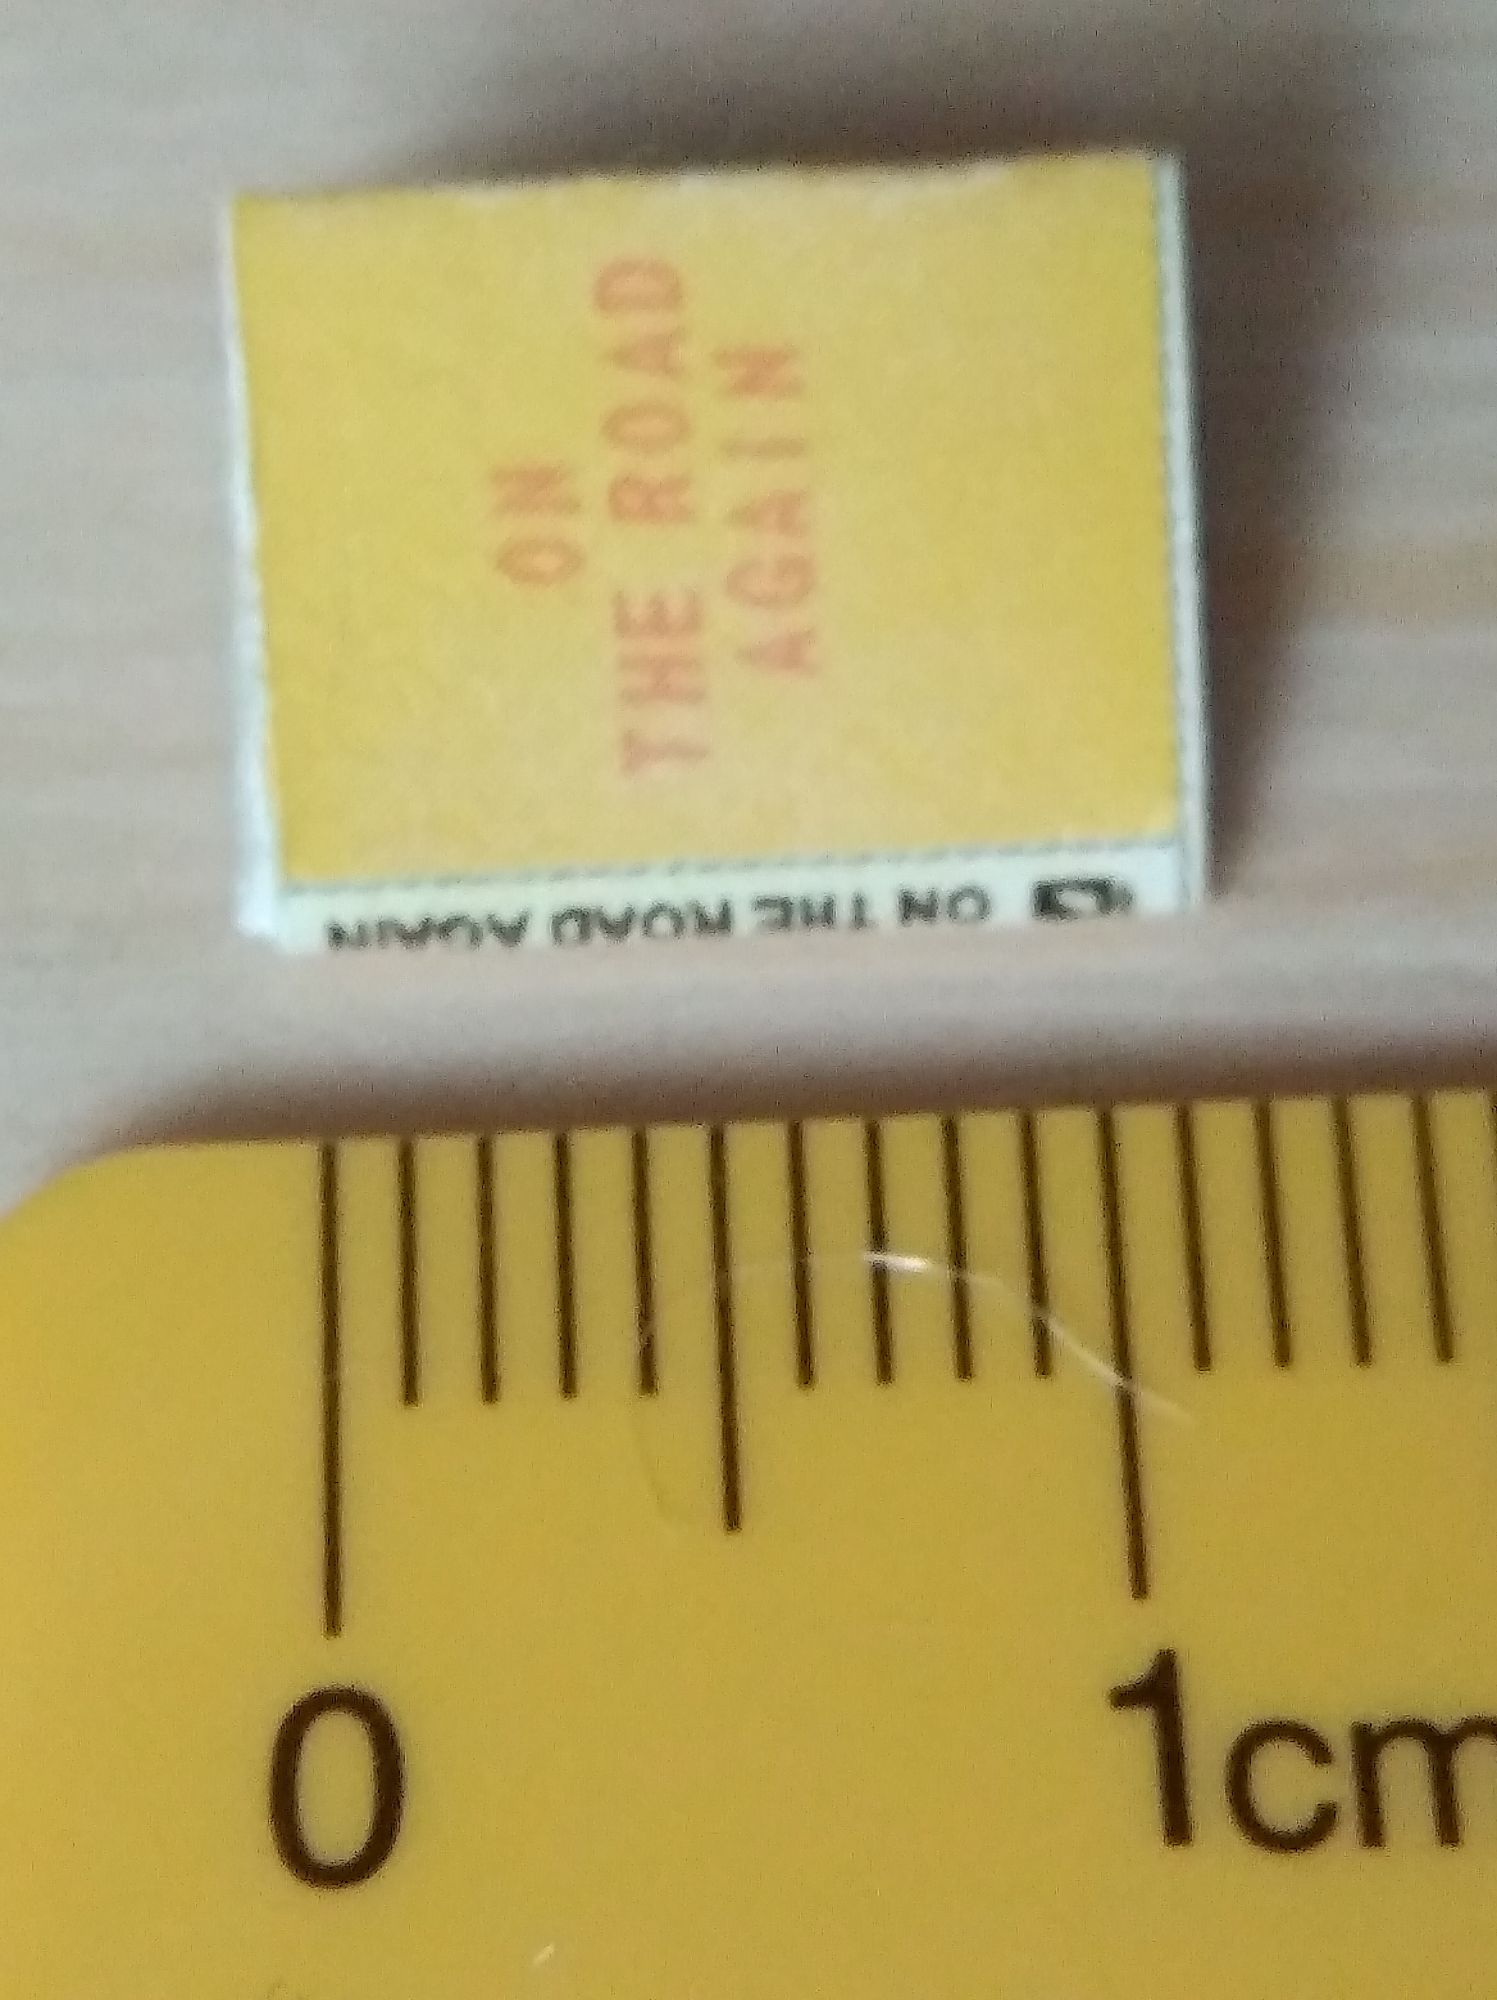 ON
THE ROAD
AGAIN
ON THE ROAD AGAIN
0 1cm